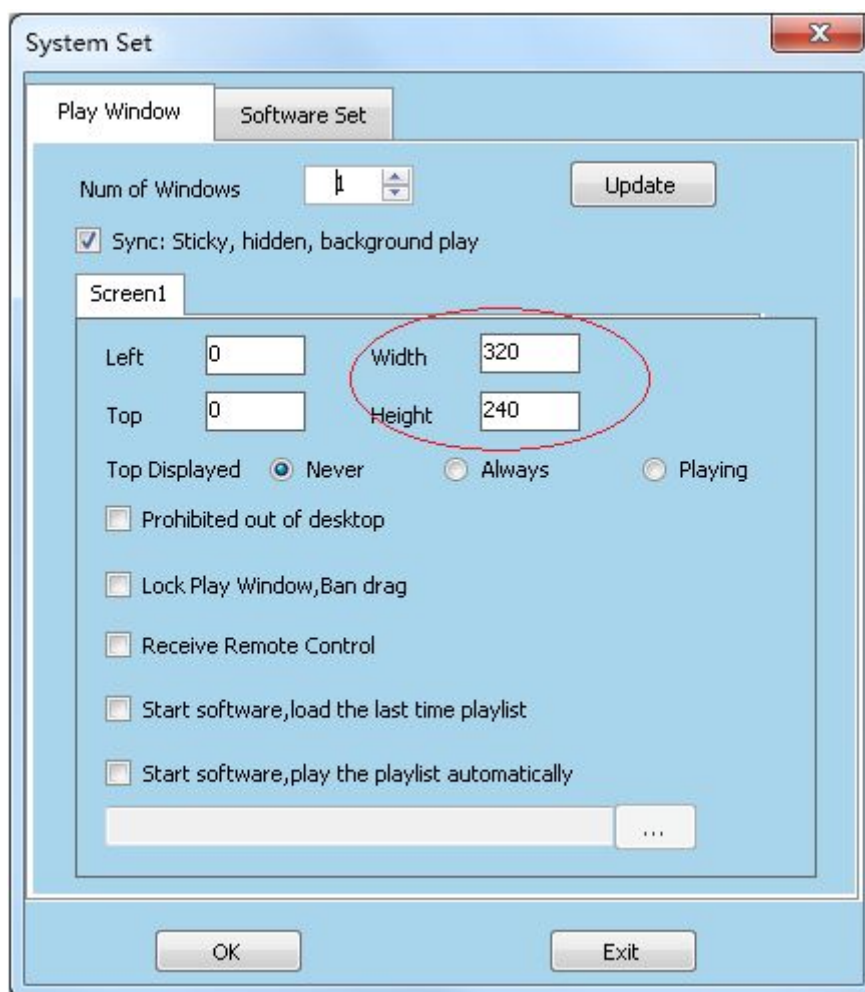 System Set
Play Window Software Set
Num of Windows 1 Update
Sync: Sticky, hidden, background play
Screen1
Left 0 Width 320
Top 0 Height 240
Top Displayed Never Always Playing
Prohibited out of desktop
Lock Play Window,Ban drag
Receive Remote Control
Start software,load the last time playlist
Start software,play the playlist automatically
...
OK Exit